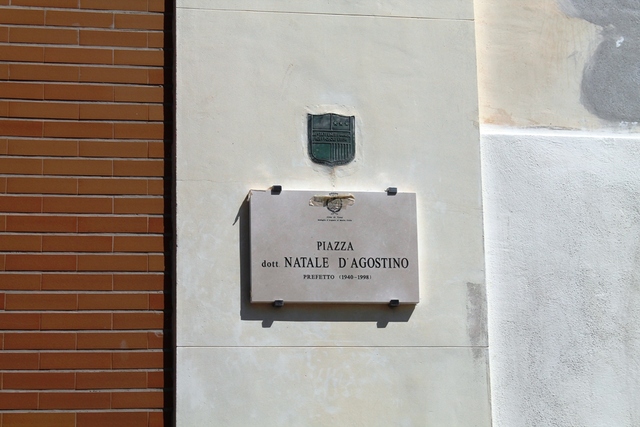 PIAZZA
dott. NATALE D'AGOSTINO
PREFETTO (1940-1998)